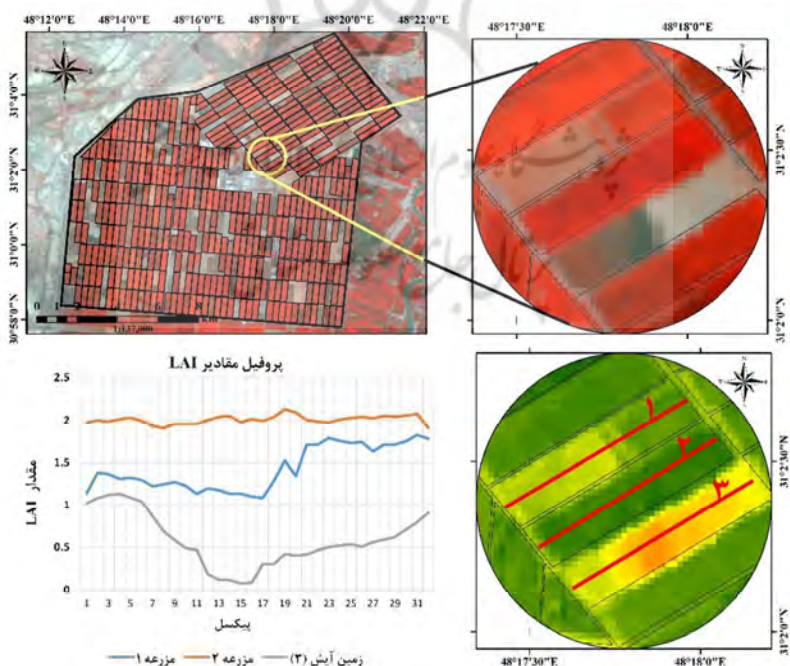 48°12'0"E 48°14'0"E 48°16'0"E 48°18'0"E 48°20'0"E 48°22'0"E
31°4'0"N
31°2'0"N
31°0'0"N
30°58'0"N
48°17'30"E 48°18'0"E
31°2'30"N
31°2'0"N
پروفیل مقادیر LAI
مقدار LAI
2.5
2
1.5
1
0.5
0
1 3 5 7 9 11 13 15 17 19 21 23 25 27 29 31
پیکسل
مزرعه ۱
مزرعه ۲
زمین آیش (۳)
۱
۲
۳
31°2'30"N
31°2'0"N
48°17'30"E 48°18'0"E